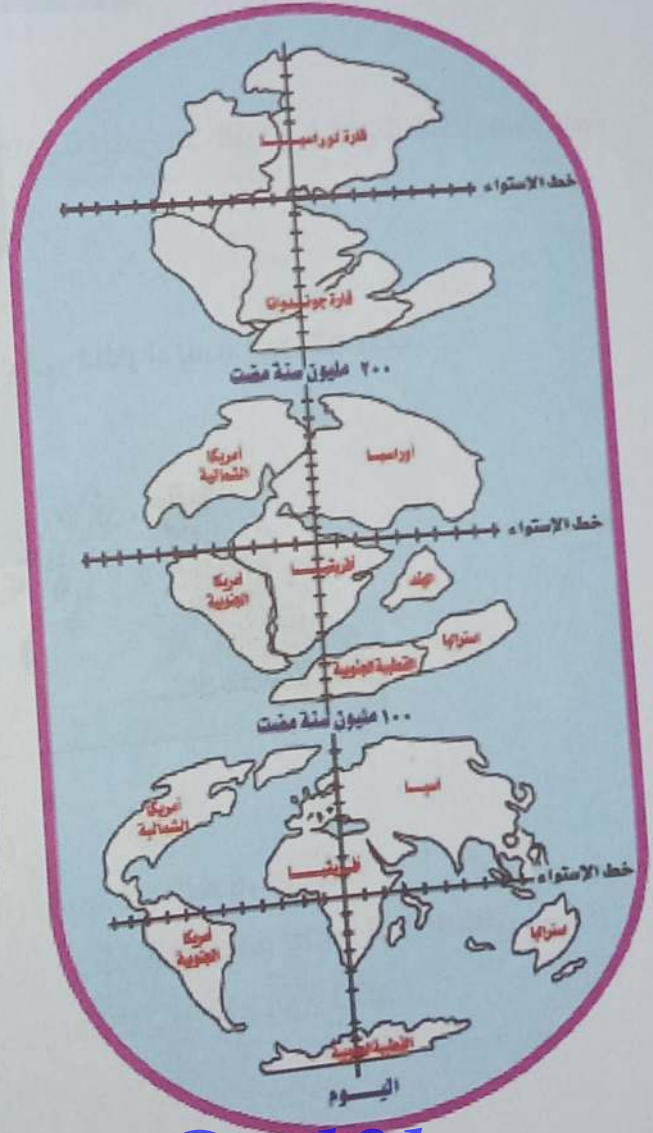 قارة لوراسيا
خط الاستواء
قارة جوندوانا
٢٠٠ مليون سنة مضت
أمريكا
الشمالية
أوراسيا
خط الاستواء
أفريقيا
أمريكا
الجنوبية
الهند
القطبية الجنوبية
استراليا
١٠٠ مليون سنة مضت
أمريكا
الشمالية
آسيا
أفريقيا
خط الاستواء
أمريكا
الجنوبية
استراليا
القطبية الجنوبية
اليوم